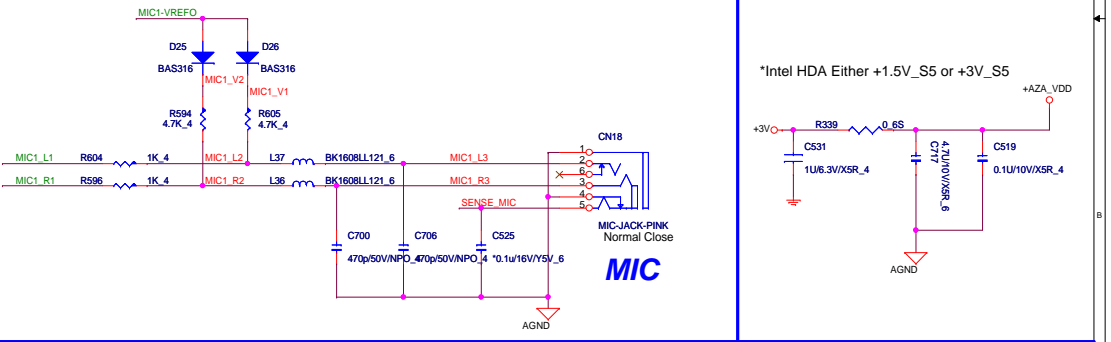 MIC1-VREFO
D25
BAS316
D26
BAS316
MIC1_V2
MIC1_V1
R594
4.7K_4
R605
4.7K_4
MIC1_L1
R604
1K_4
MIC1_L2
L37
BK1608LL121_6
MIC1_L3
MIC1_R1
R596
1K_4
MIC1_R2
L36
BK1608LL121_6
MIC1_R3
SENSE_MIC
CN18
1
2
6
3
4
5
MIC-JACK-PINK
Normal Close
MIC
C700
470p/50V/NPO_4
C706
470p/50V/NPO_4
C525
*0.1u/16V/Y5V_6
AGND
*Intel HDA Either +1.5V_S5 or +3V_S5
+AZA_VDD
+3V
R339
0_6S
C531
1U/6.3V/X5R_4
C717
4.7U/10V/X5R_6
C519
0.1U/10V/X5R_4
AGND
B